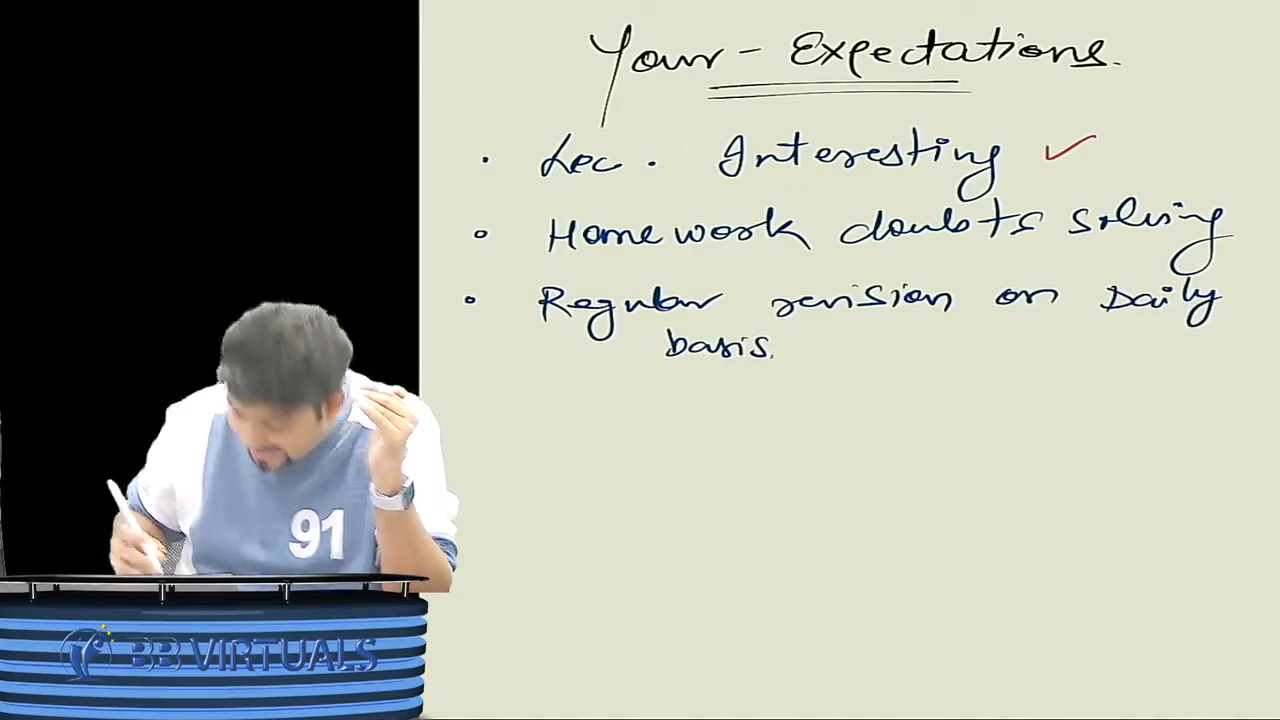 Your - Expectations.
• Lec. Interesting ✓
• Homework doubts solving
• Regular revision on Daily
basis.
91
BB VIRTUALS